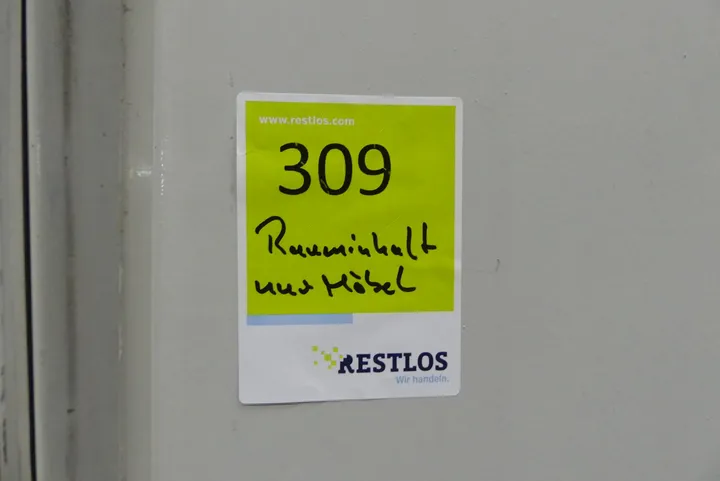 www.restlos.com
309
Rauminhalt
nur Möbel
RESTLOS
Wir handeln.